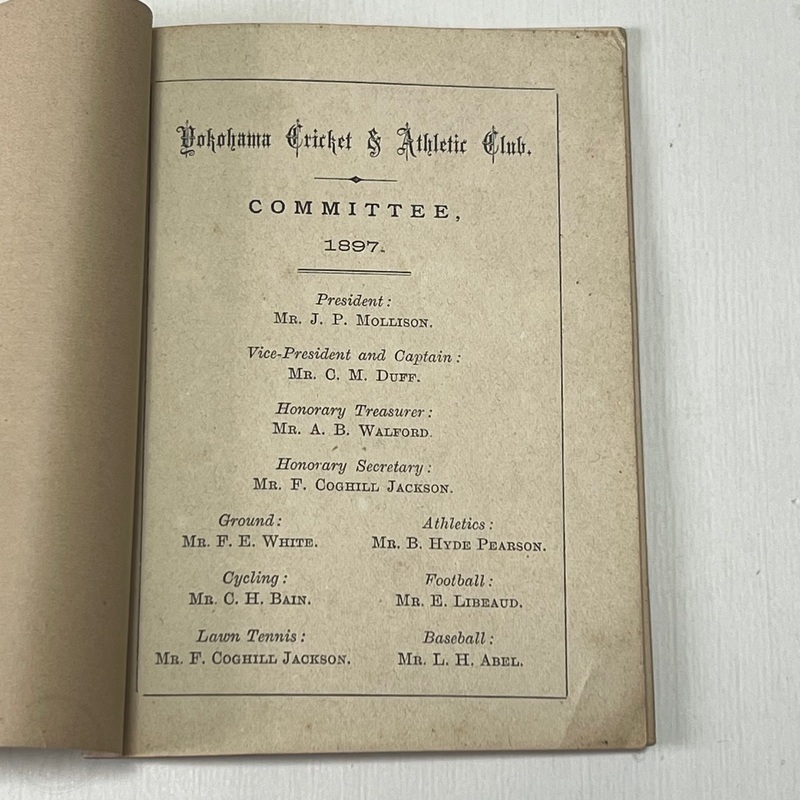 Yokohama Cricket & Athletic Club.
COMMITTEE,
1897.
President:
MR. J. P. MOLLISON.
Vice-President and Captain:
MR. C. M. DUFF.
Honorary Treasurer:
MR. A. B. WALFORD.
Honorary Secretary:
MR. F. COGHILL JACKSON.
Ground:
MR. F. E. WHITE.
Athletics:
MR. B. HYDE PEARSON.
Cycling:
MR. C. H. BAIN.
Football:
MR. E. LIBEAUD.
Lawn Tennis:
MR. F. COGHILL JACKSON.
Baseball:
MR. L. H. ABEL.